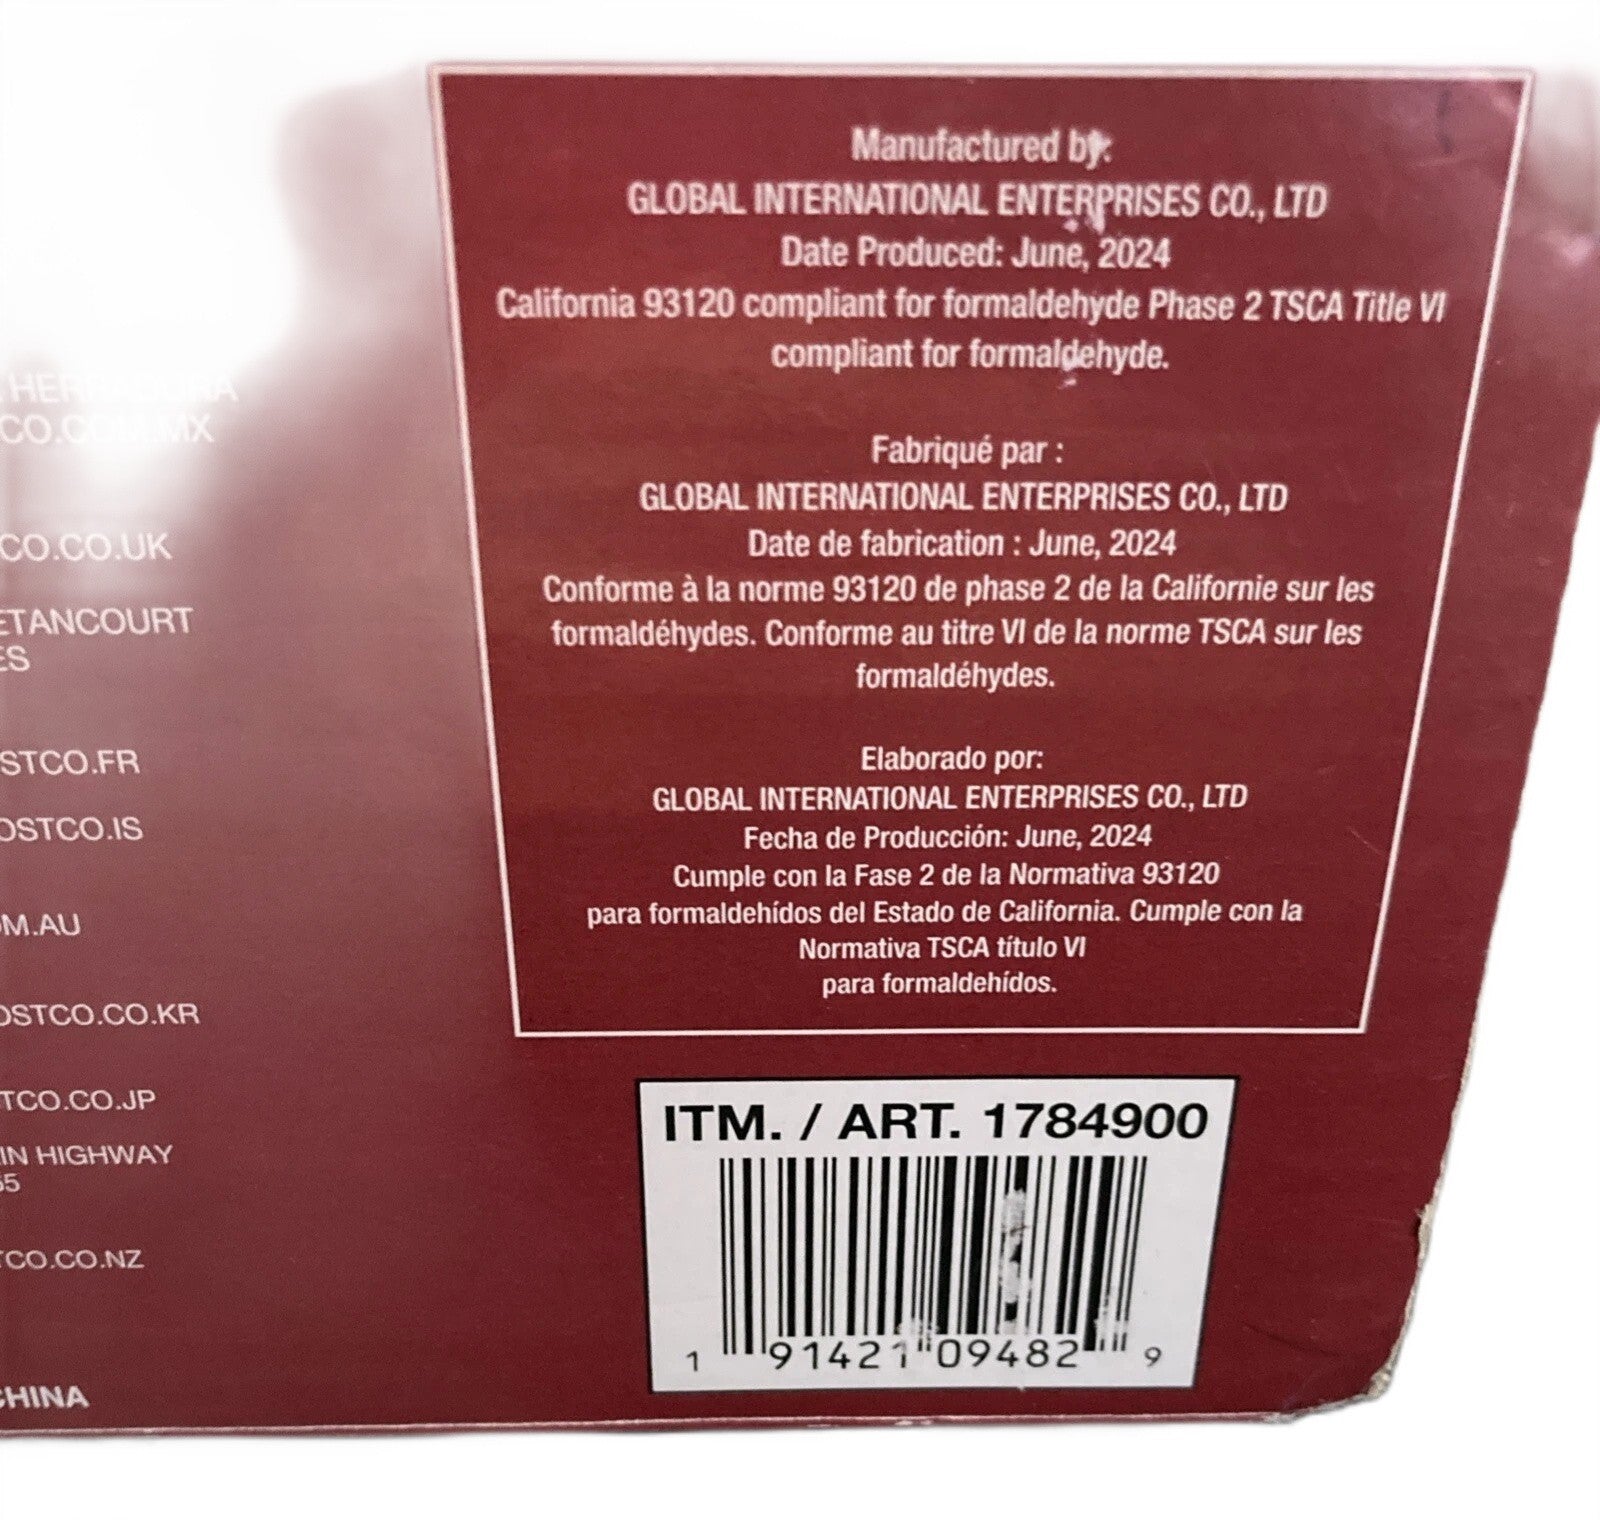 HERRADURA
CO.COM.MX
CO.CO.UK
ETANCOURT
ES
STCO.FR
OSTCO.IS
OM.AU
OSTCO.CO.KR
TCO.CO.JP
IN HIGHWAY
TCO.CO.NZ
CHINA
Manufactured by:
GLOBAL INTERNATIONAL ENTERPRISES CO., LTD
Date Produced: June, 2024
California 93120 compliant for formaldehyde Phase 2 TSCA Title VI
compliant for formaldehyde.
Fabriqué par :
GLOBAL INTERNATIONAL ENTERPRISES CO., LTD
Date de fabrication : June, 2024
Conforme à la norme 93120 de phase 2 de la Californie sur les
formaldéhydes. Conforme au titre VI de la norme TSCA sur les
formaldéhydes.
Elaborado por:
GLOBAL INTERNATIONAL ENTERPRISES CO., LTD
Fecha de Producción: June, 2024
Cumple con la Fase 2 de la Normativa 93120
para formaldehídos del Estado de California. Cumple con la
Normativa TSCA título VI
para formaldehídos.
ITM. / ART. 1784900
1 91421 09482 9